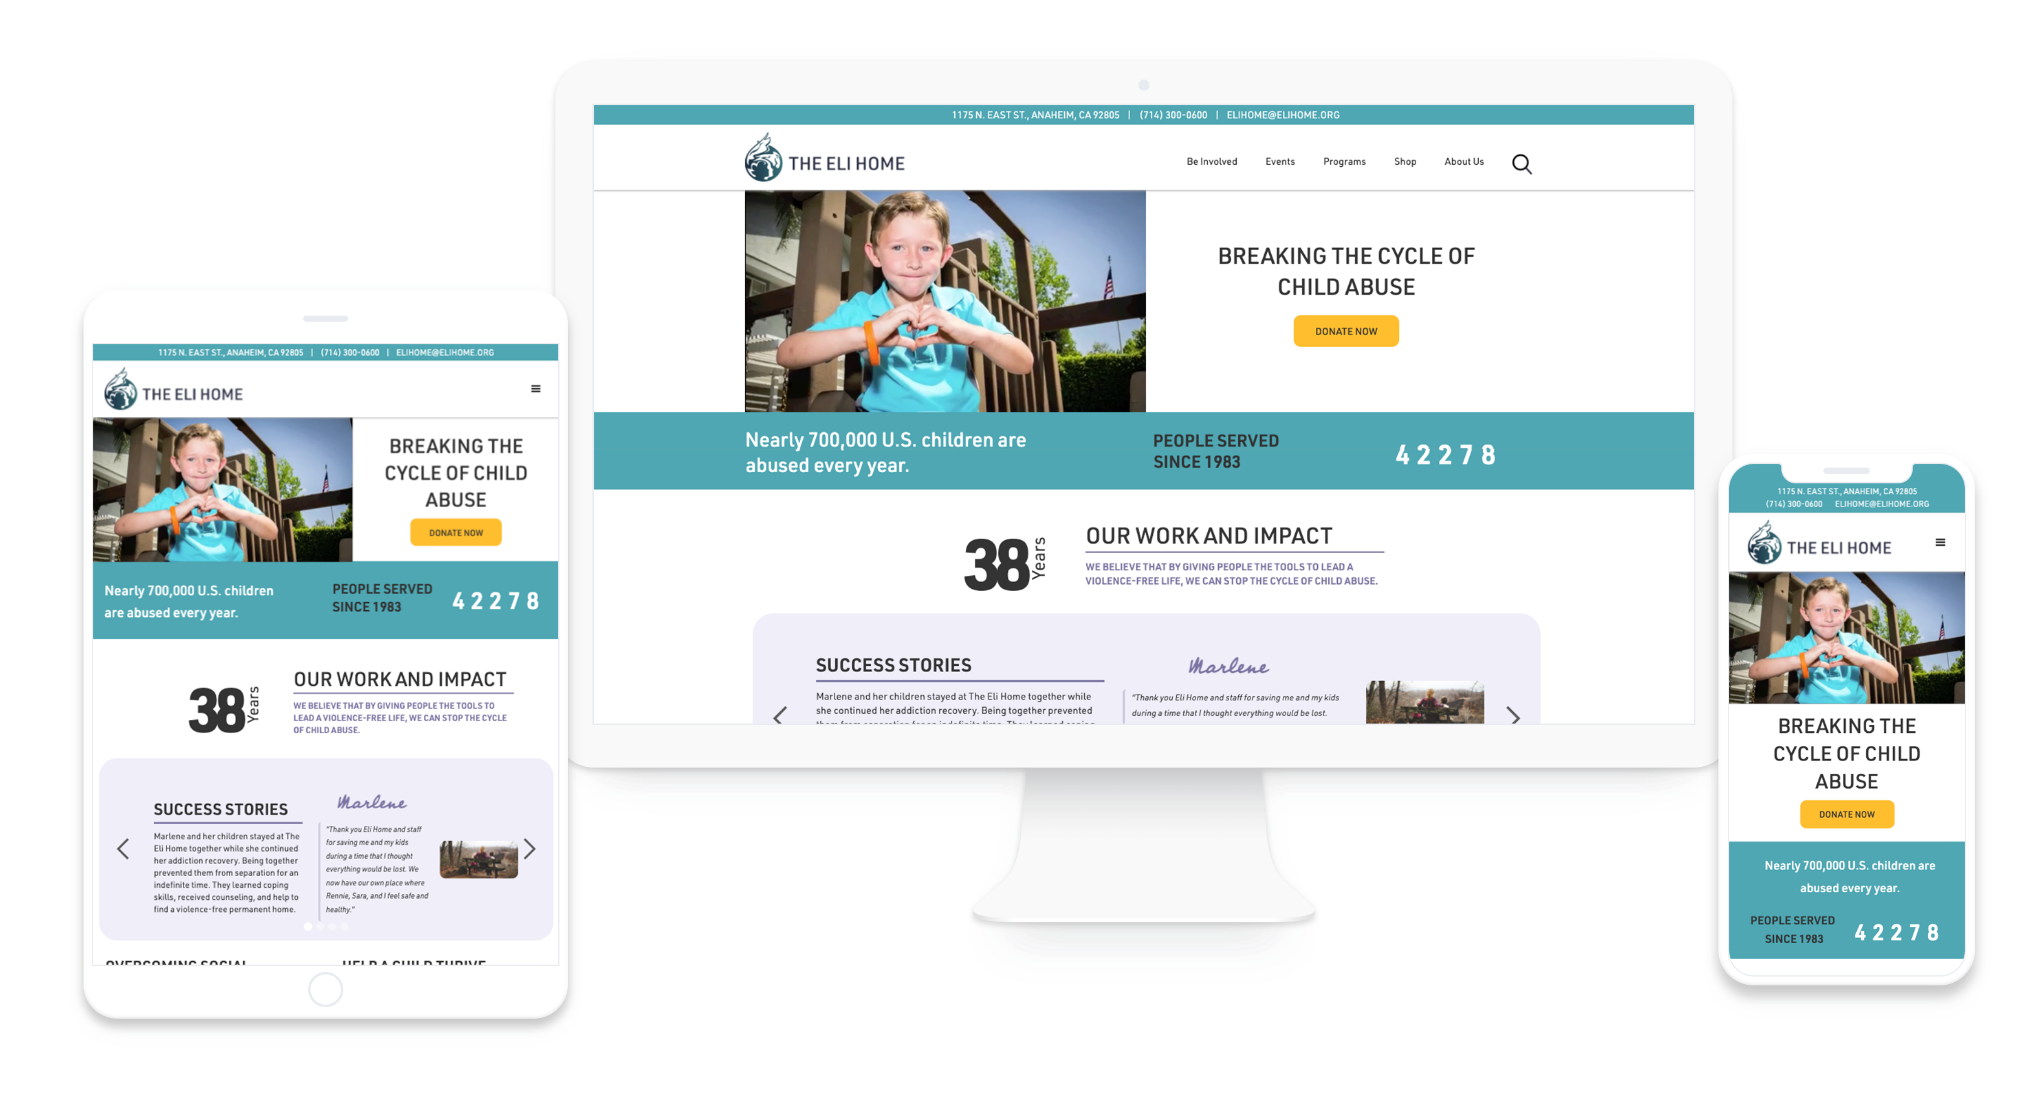 1175 N. EAST ST., ANAHEIM, CA 92805 | (714) 300-0600 | ELIHOME@ELIHOME.ORG
THE ELI HOME
Be Involved Events Programs Shop About Us
BREAKING THE CYCLE OF
CHILD ABUSE
DONATE NOW
Nearly 700,000 U.S. children are
abused every year.
PEOPLE SERVED
SINCE 1983
42278
38 Years
OUR WORK AND IMPACT
WE BELIEVE THAT BY GIVING PEOPLE THE TOOLS TO LEAD A
VIOLENCE-FREE LIFE, WE CAN STOP THE CYCLE OF CHILD ABUSE.
SUCCESS STORIES
Marlene and her children stayed at The Eli Home together while
she continued her addiction recovery. Being together prevented
Marlene
"Thank you Eli Home and staff for saving me and my kids
during a time that I thought everything would be lost.
1175 N. EAST ST., ANAHEIM, CA 92805 | (714) 300-0600 | ELIHOME@ELIHOME.ORG
THE ELI HOME
BREAKING THE
CYCLE OF CHILD
ABUSE
DONATE NOW
Nearly 700,000 U.S. children
are abused every year.
PEOPLE SERVED
SINCE 1983
42278
38 Years
OUR WORK AND IMPACT
WE BELIEVE THAT BY GIVING PEOPLE THE TOOLS TO
LEAD A VIOLENCE-FREE LIFE, WE CAN STOP THE CYCLE
OF CHILD ABUSE.
SUCCESS STORIES
Marlene and her children stayed at The
Eli Home together while she continued
her addiction recovery. Being together
prevented them from separation for an
indefinite time. They learned coping
skills, received counseling, and help to
find a violence-free permanent home.
Marlene
"Thank you Eli Home and staff
for saving me and my kids
during a time that I thought
everything would be lost. We
now have our own place where
Rennie, Sara, and I feel safe and
healthy."
OVERCOMING SOCIAL
HELP A CHILD THRIVE
1175 N. EAST ST., ANAHEIM, CA 92805
(714) 300-0600 ELIHOME@ELIHOME.ORG
THE ELI HOME
BREAKING THE
CYCLE OF CHILD
ABUSE
DONATE NOW
Nearly 700,000 U.S. children are
abused every year.
PEOPLE SERVED
SINCE 1983
42278